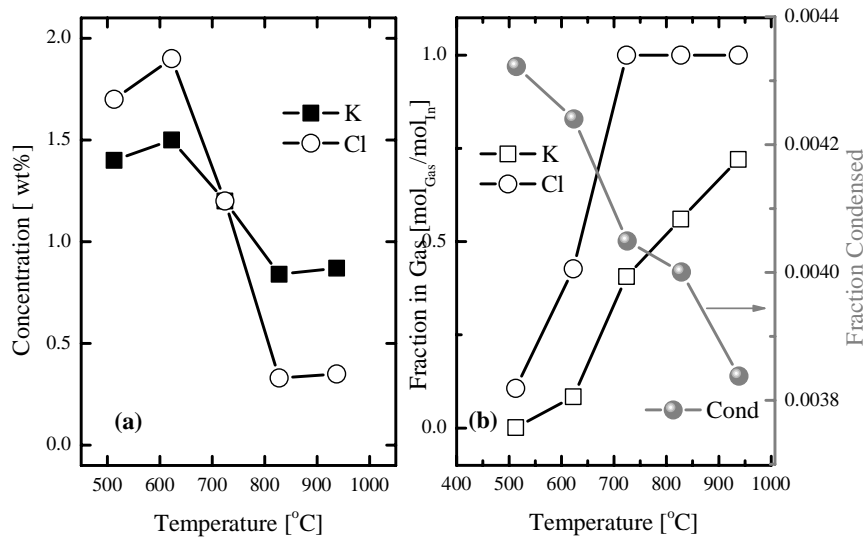 2.0
1.5
1.0
0.5
0.0
Concentration [ wt%]
K
Cl
(a)
500 600 700 800 900 1000
Temperature [°C]
1.0
0.5
0.0
Fraction in Gas [mol_Gas/mol_In]
K
Cl
(b)
Cond
400 500 600 700 800 900 1000
Temperature [°C]
0.0044
0.0042
0.0040
0.0038
Fraction Condensed